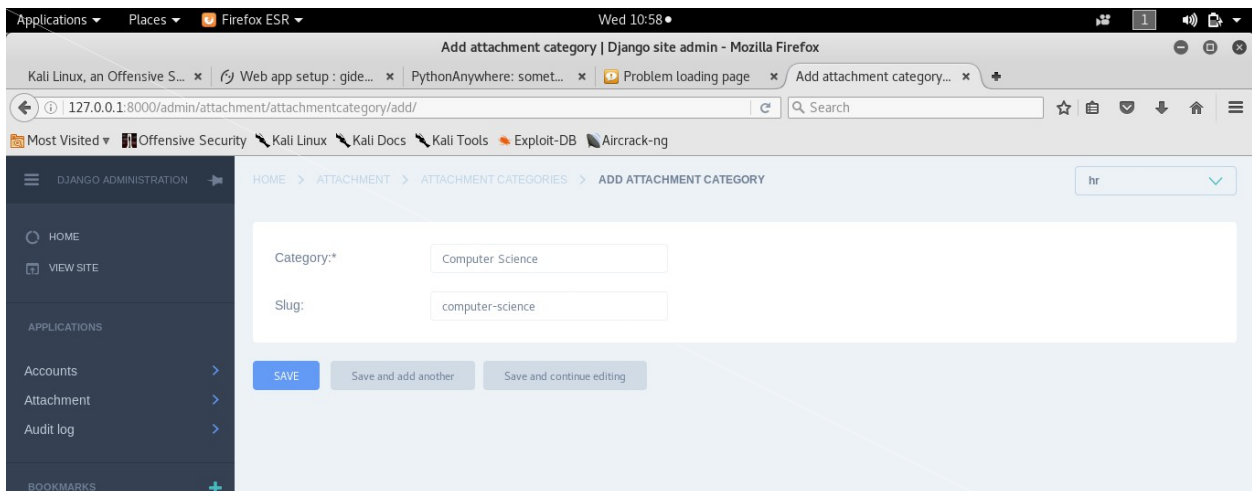 Applications Places Firefox ESR Wed 10:58 1
Add attachment category | Django site admin - Mozilla Firefox
Kali Linux, an Offensive S... Web app setup : gide... PythonAnywhere: somet... Problem loading page Add attachment category...
127.0.0.1:8000/admin/attachment/attachmentcategory/add/ Search
Most Visited Offensive Security Kali Linux Kali Docs Kali Tools Exploit-DB Aircrack-ng
DJANGO ADMINISTRATION HOME > ATTACHMENT > ATTACHMENT CATEGORIES > ADD ATTACHMENT CATEGORY hr
HOME
VIEW SITE
Category:* Computer Science
Slug: computer-science
APPLICATIONS
SAVE Save and add another Save and continue editing
Accounts
Attachment
Audit log
BOOKMARKS